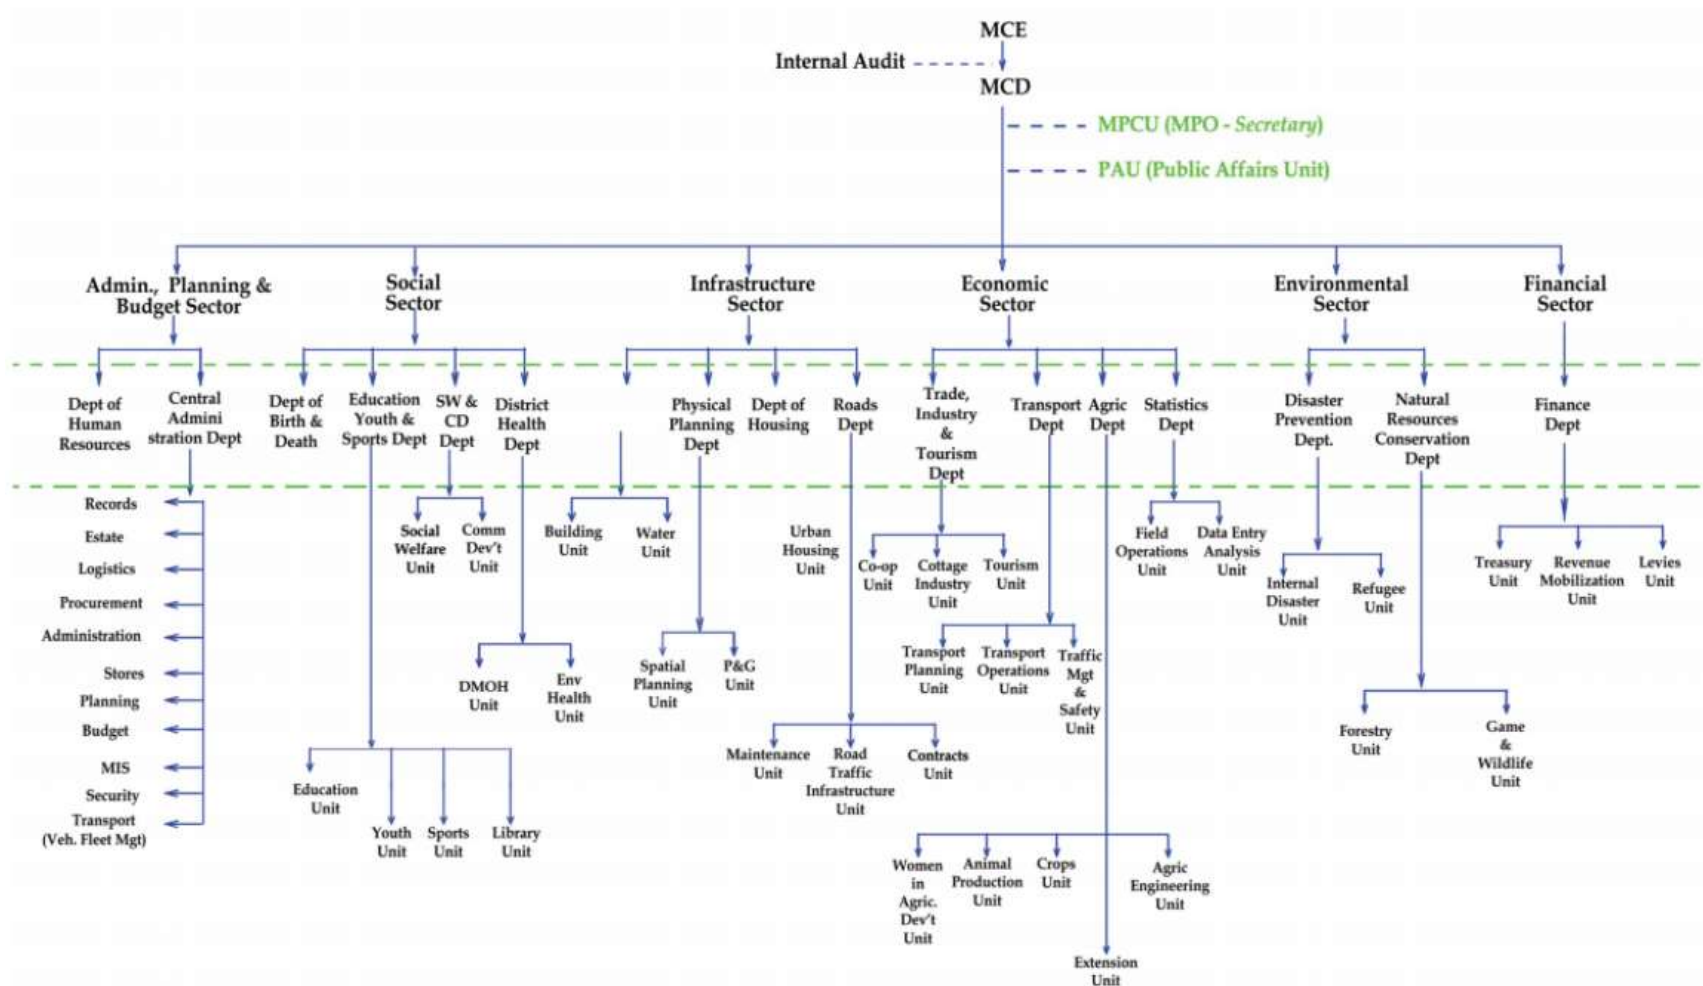 MCE
Internal Audit
MCD
MPCU (MPO - Secretary)
PAU (Public Affairs Unit)
Admin., Planning &
Budget Sector
Social
Sector
Infrastructure
Sector
Economic
Sector
Environmental
Sector
Financial
Sector
Dept of
Human
Resources
Central
Admini
stration Dept
Dept of
Birth &
Death
Education
Youth &
Sports Dept
SW &
CD
Dept
District
Health
Dept
Physical
Planning
Dept
Dept of
Housing
Roads
Dept
Trade,
Industry
&
Tourism
Dept
Transport
Dept
Agric
Dept
Statistics
Dept
Disaster
Prevention
Dept.
Natural
Resources
Conservation
Dept
Finance
Dept
Records
Estate
Logistics
Procurement
Administration
Stores
Planning
Budget
MIS
Security
Transport
(Veh. Fleet Mgt)
Education
Unit
Youth
Unit
Sports
Unit
Library
Unit
Social
Welfare
Unit
Comm
Dev't
Unit
DMOH
Unit
Env
Health
Unit
Building
Unit
Water
Unit
Spatial
Planning
Unit
P&G
Unit
Urban
Housing
Unit
Maintenance
Unit
Road
Traffic
Infrastructure
Unit
Contracts
Unit
Co-op
Unit
Cottage
Industry
Unit
Tourism
Unit
Transport
Planning
Unit
Transport
Operations
Unit
Traffic
Mgt
&
Safety
Unit
Women
in
Agric.
Dev't
Unit
Animal
Production
Unit
Crops
Unit
Extension
Unit
Agric
Engineering
Unit
Field
Operations
Unit
Data Entry
Analysis
Unit
Internal
Disaster
Unit
Refugee
Unit
Forestry
Unit
Game
&
Wildlife
Unit
Treasury
Unit
Revenue
Mobilization
Unit
Levies
Unit